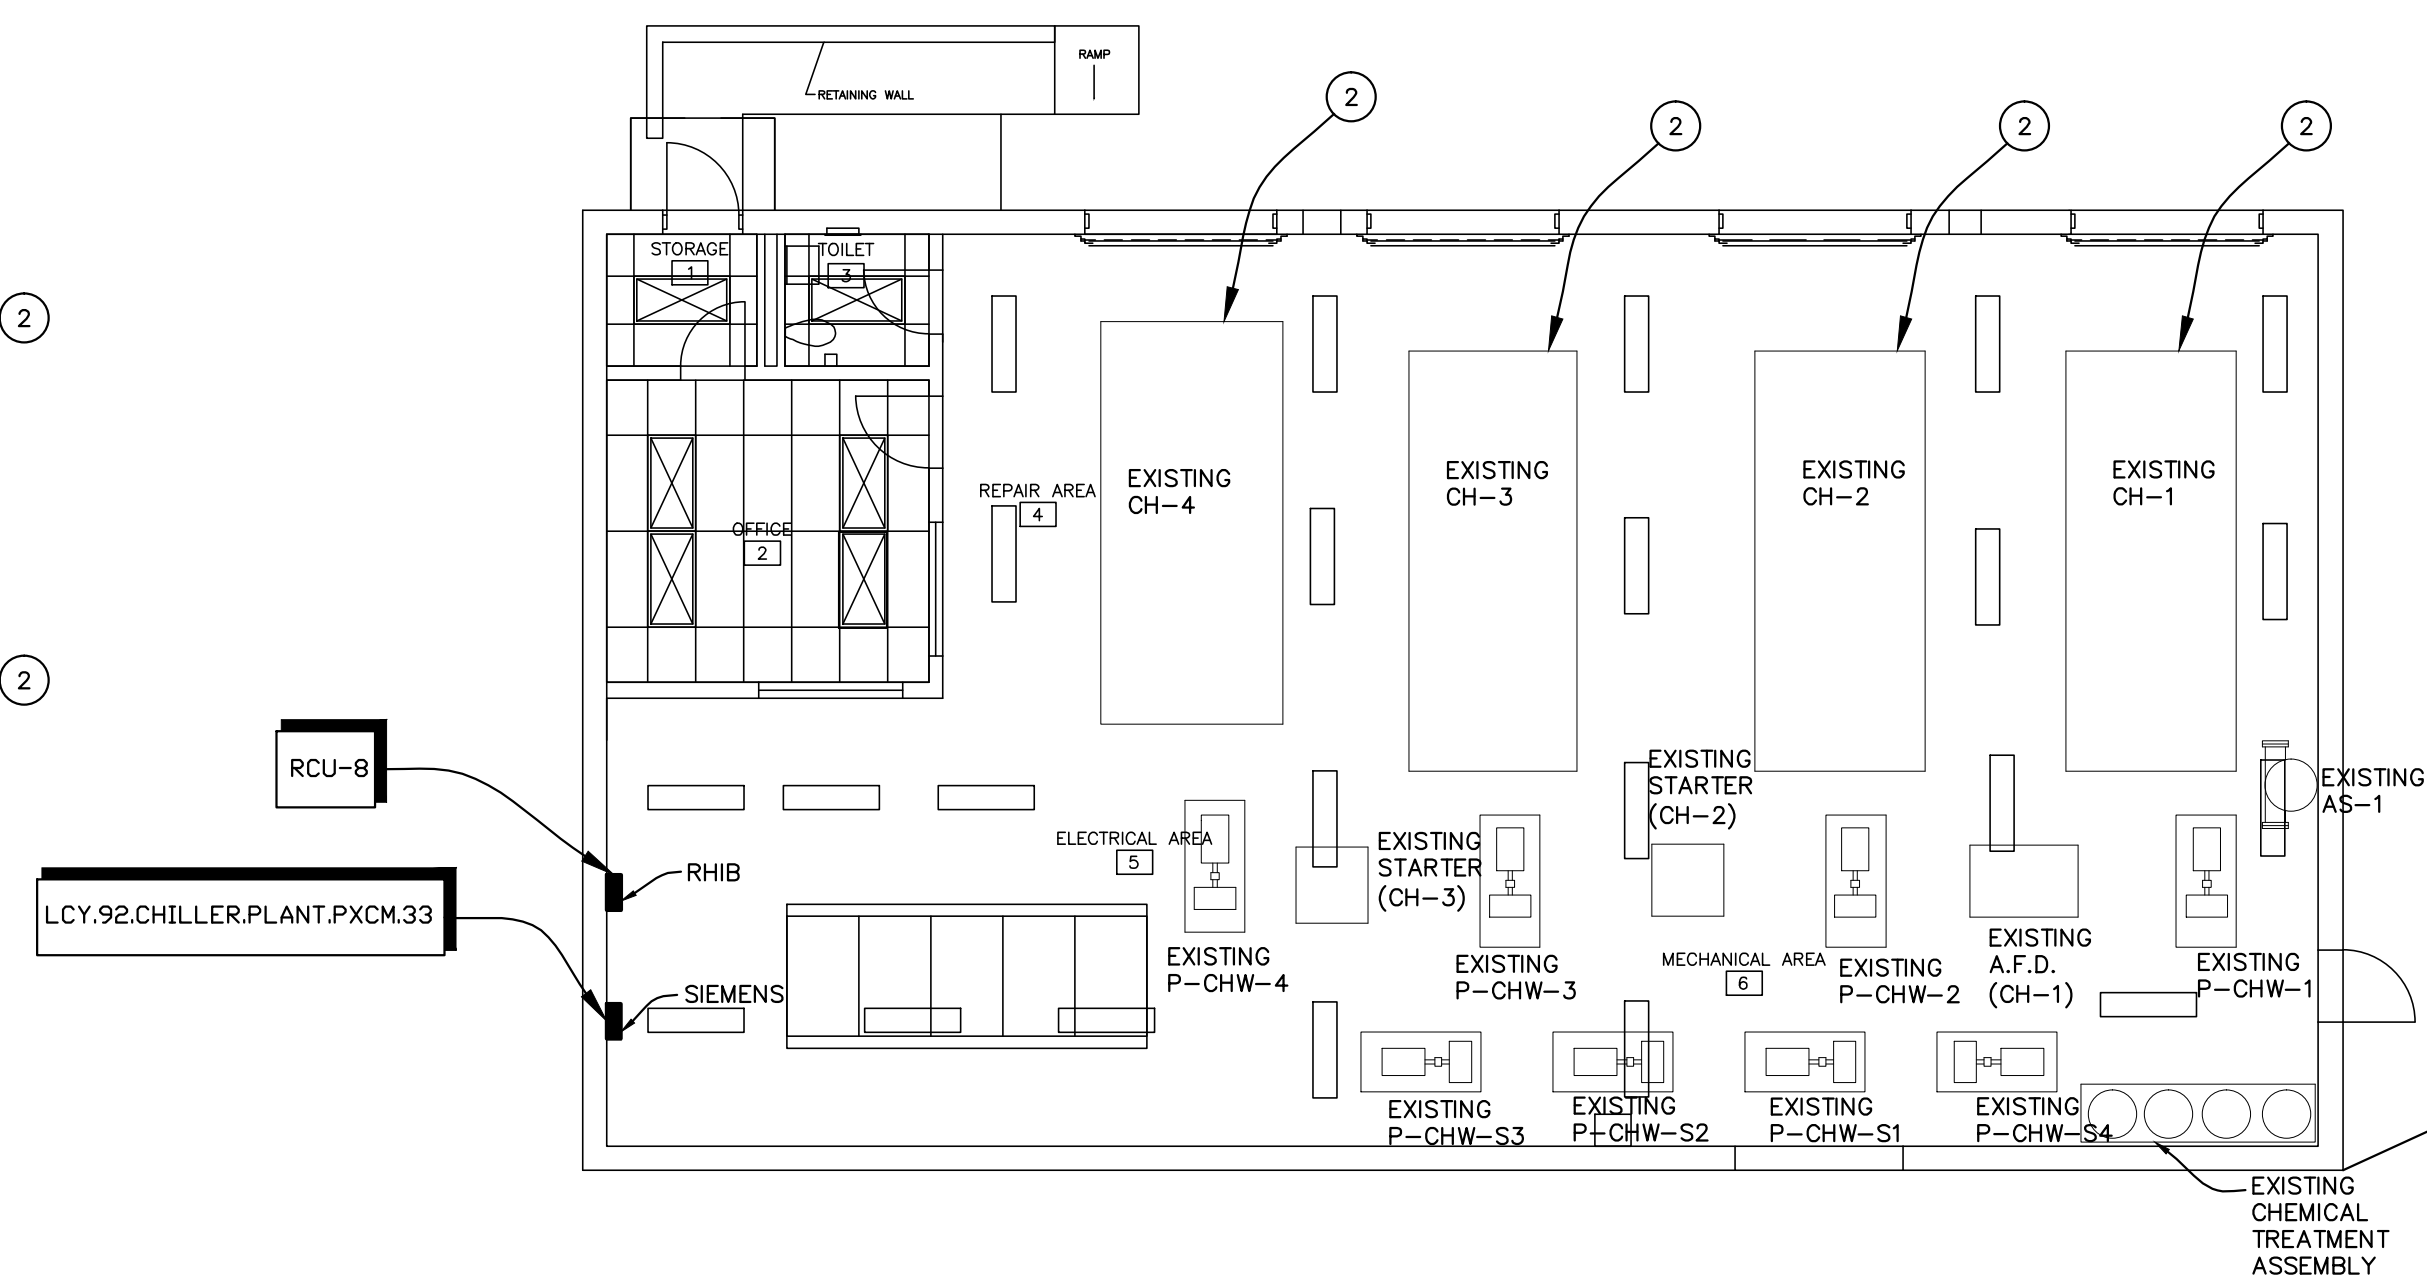 RAMP
RETAINING WALL
2
2
2
2
STORAGE
1
TOILET
3
2
EXISTING
CH-4
EXISTING
CH-3
EXISTING
CH-2
EXISTING
CH-1
REPAIR AREA
4
OFFICE
2
2
RCU-8
EXISTING
STARTER
(CH-2)
EXISTING
AS-1
ELECTRICAL AREA
5
EXISTING
STARTER
(CH-3)
RHIB
LCY.92.CHILLER.PLANT.PXCM.33
SIEMENS
EXISTING
P-CHW-4
EXISTING
P-CHW-3
MECHANICAL AREA
6
EXISTING
P-CHW-2
EXISTING
A.F.D.
(CH-1)
EXISTING
P-CHW-1
EXISTING
P-CHW-S3
EXISTING
P-CHW-S2
EXISTING
P-CHW-S1
EXISTING
P-CHW-S4
EXISTING
CHEMICAL
TREATMENT
ASSEMBLY